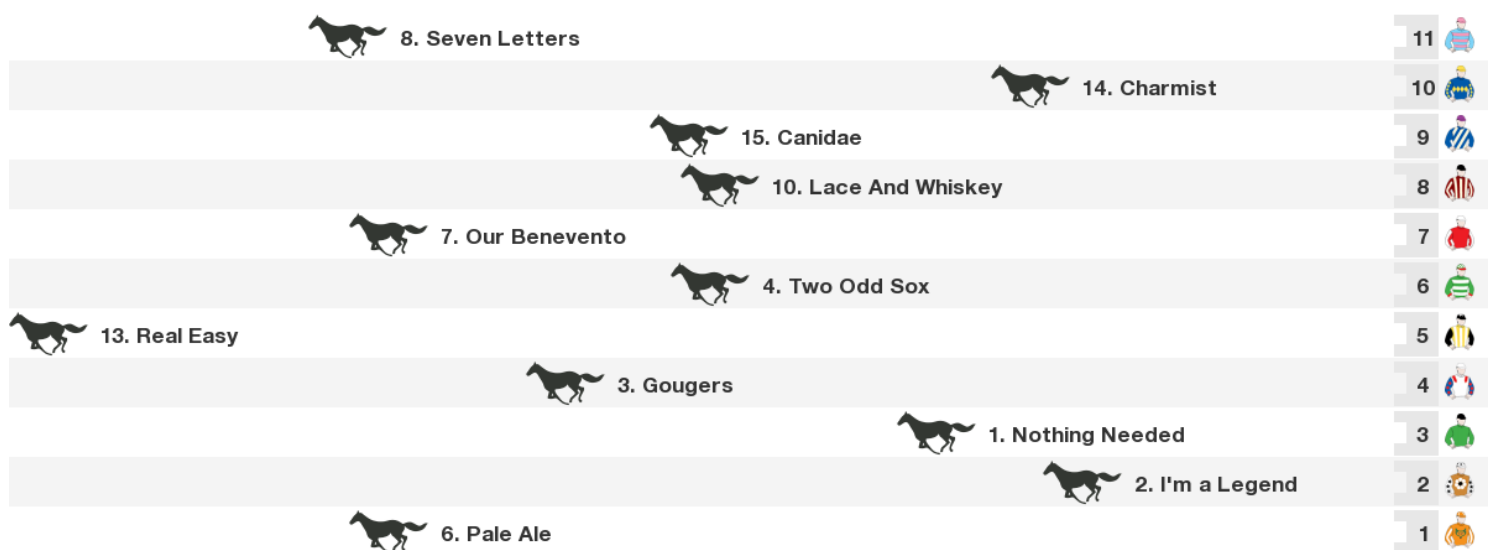 8. Seven Letters 11
14. Charmist 10
15. Canidae 9
10. Lace And Whiskey 8
7. Our Benevento 7
4. Two Odd Sox 6
13. Real Easy 5
3. Gougers 4
1. Nothing Needed 3
2. I'm a Legend 2
6. Pale Ale 1